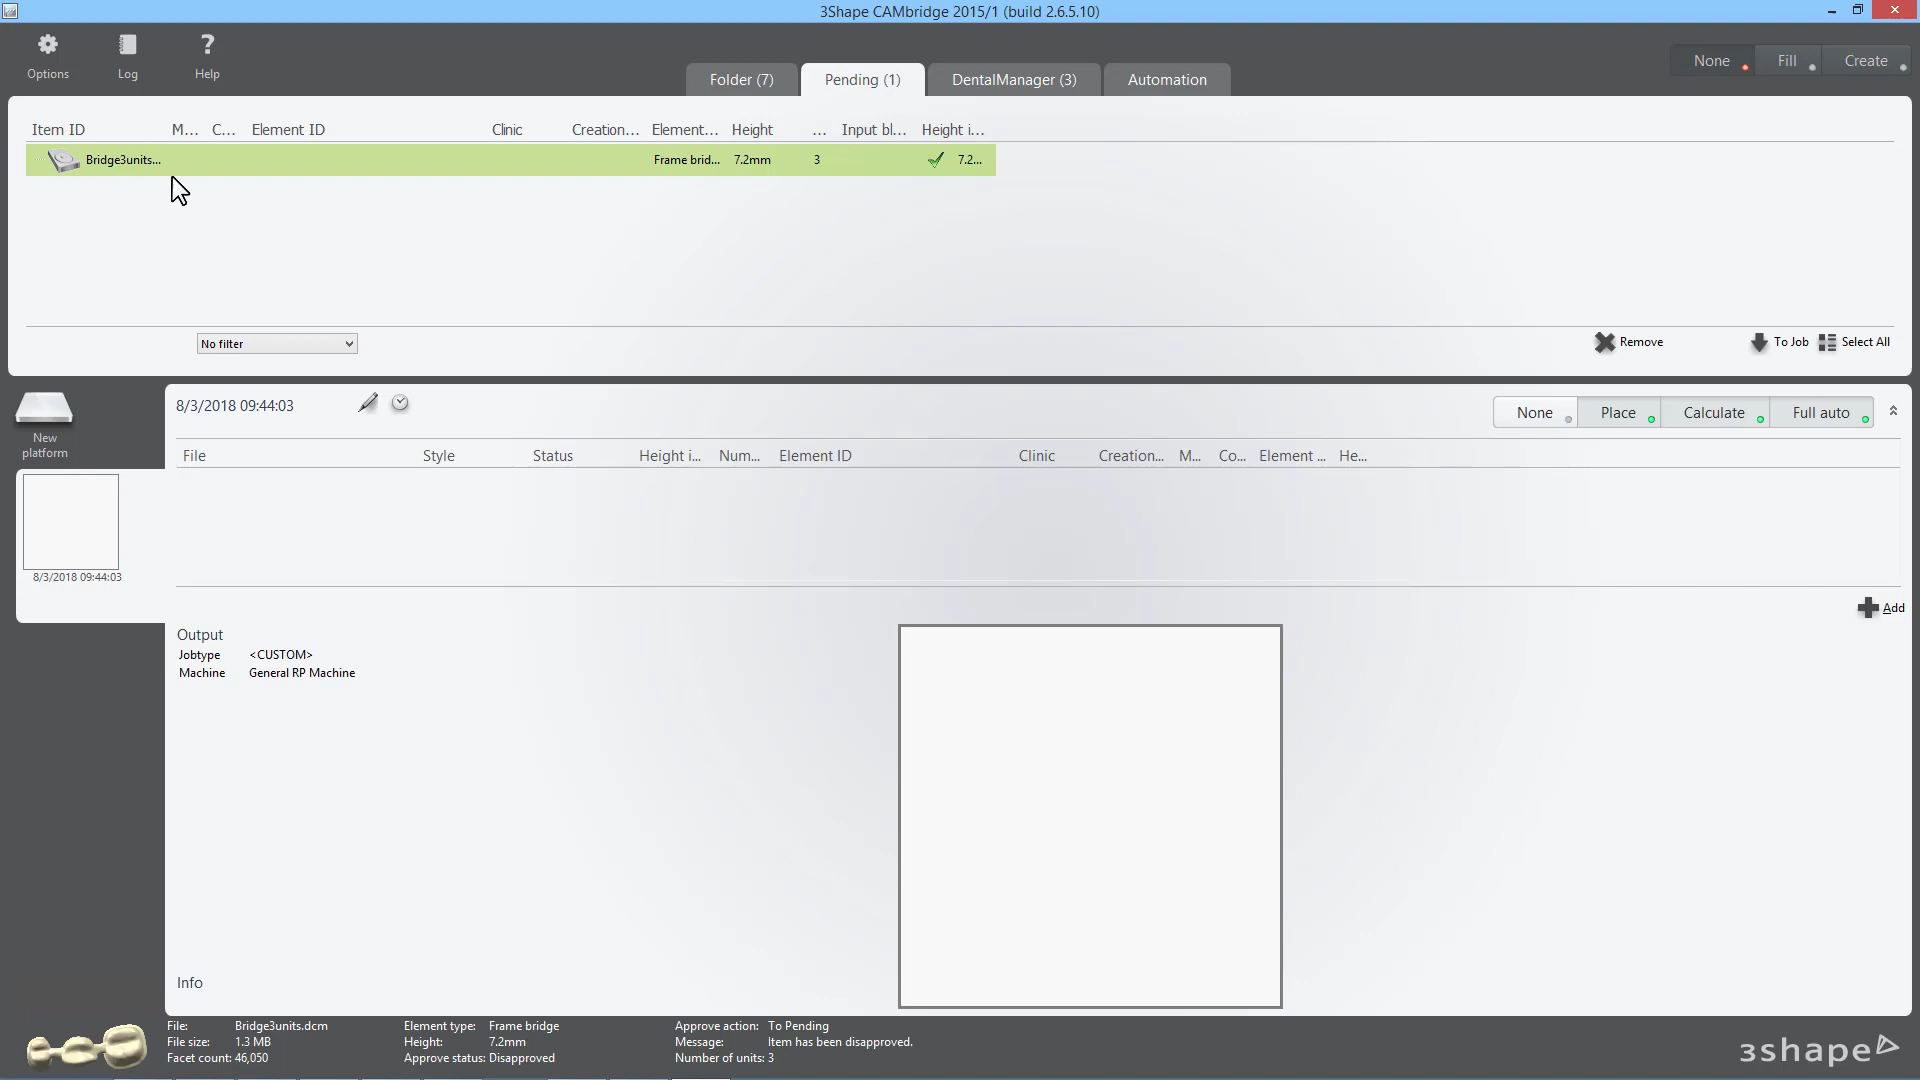 3Shape CAMbridge 2015/1 (build 2.6.5.10)
Options
Log
Help
Folder (7)
Pending (1)
DentalManager (3)
Automation
None
Fill
Create
Item ID M... C... Element ID Clinic Creation... Element... Height ... Input bl... Height i...
Bridge3units... Frame brid... 7.2mm 3 7.2...
No filter
Remove
To Job
Select All
New
platform
8/3/2018 09:44:03
8/3/2018 09:44:03
None
Place
Calculate
Full auto
File Style Status Height i... Num... Element ID Clinic Creation... M... Co... Element ... He...
Add
Output
Jobtype <CUSTOM>
Machine General RP Machine
Info
File: Bridge3units.dcm
File size: 1.3 MB
Facet count: 46,050
Element type: Frame bridge
Height: 7.2mm
Approve status: Disapproved
Approve action: To Pending
Message: Item has been disapproved.
Number of units: 3
3shape